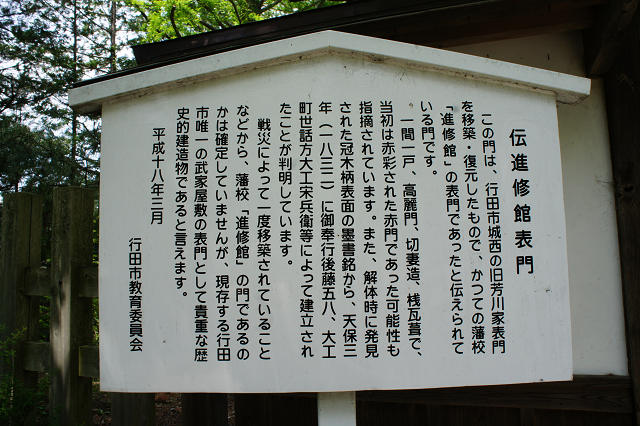 伝進修館表門
この門は、行田市城西の旧芳川家表門
を移築・復元したもので、かつての藩校
「進修館」の表門であったと伝えられて
いる門です。
一間一戸、高麗門、切妻造、桟瓦葺で、
当初は赤彩された赤門であった可能性も
指摘されています。また、解体時に発見
された冠木柄表面の墨書銘から、天保三
年（一八三二）に御奉行後藤五八、大工
町世話方大工宋兵衛等によって建立され
たことが判明しています。
戦災によって一度移築されていること
などから、藩校「進修館」の門であるの
かは確定していませんが、現存する行田
市唯一の武家屋敷の表門として貴重な歴
史的建造物であると言えます。
平成十八年三月
行田市教育委員会